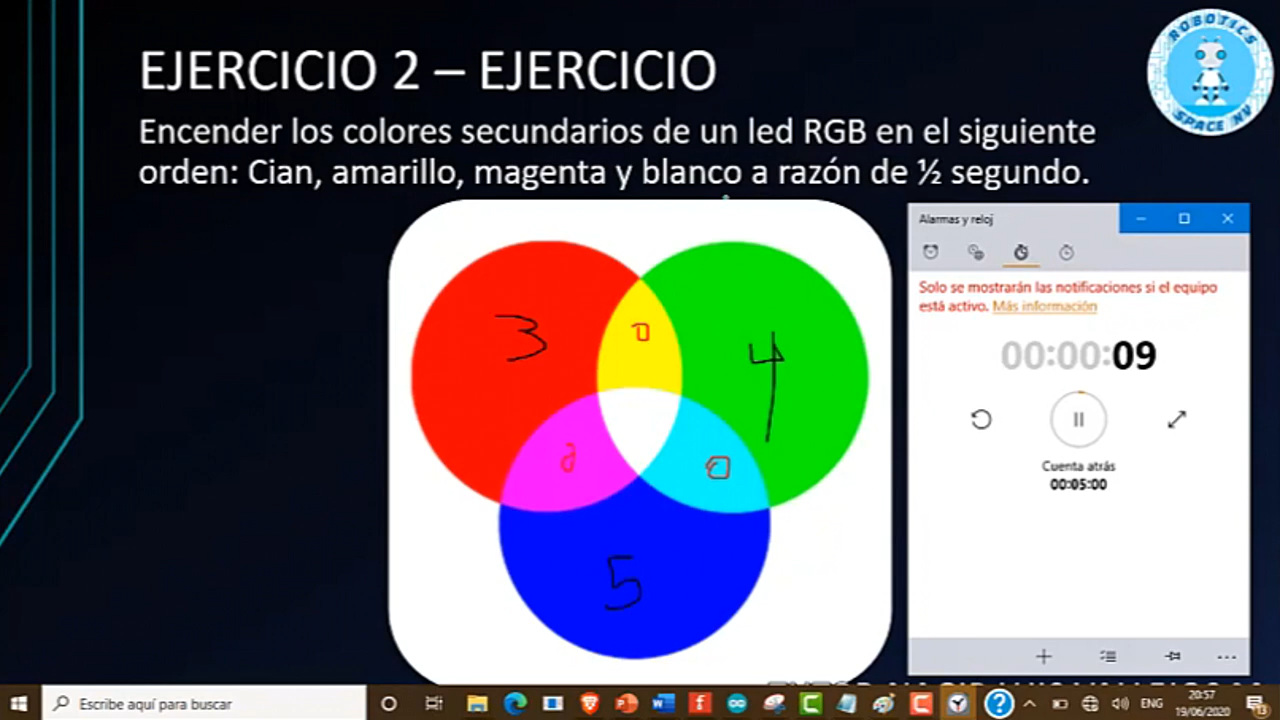 EJERCICIO 2 – EJERCICIO
Encender los colores secundarios de un led RGB en el siguiente
orden: Cian, amarillo, magenta y blanco a razón de ½ segundo.
ROBOTICS
SPACE NV
3
4
5
Alarmas y reloj
Solo se mostrarán las notificaciones si el equipo
está activo. Más información
00:00:09
Cuenta atrás
00:05:00
Escribe aquí para buscar
ENG
20:57
19/06/2020